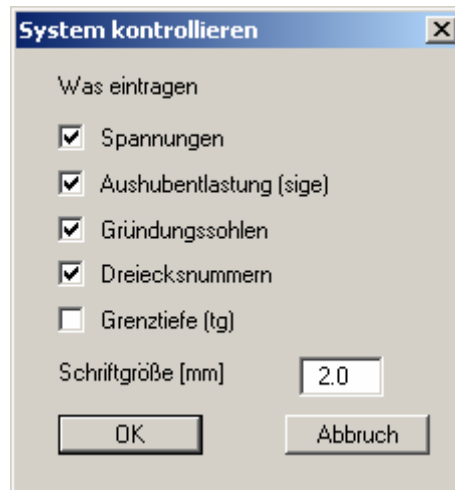 System kontrollieren
Was eintragen
Spannungen
Aushubentlastung (sige)
Gründungssohlen
Dreiecksnummern
Grenztiefe (tg)
Schriftgröße [mm] 2.0
OK Abbruch